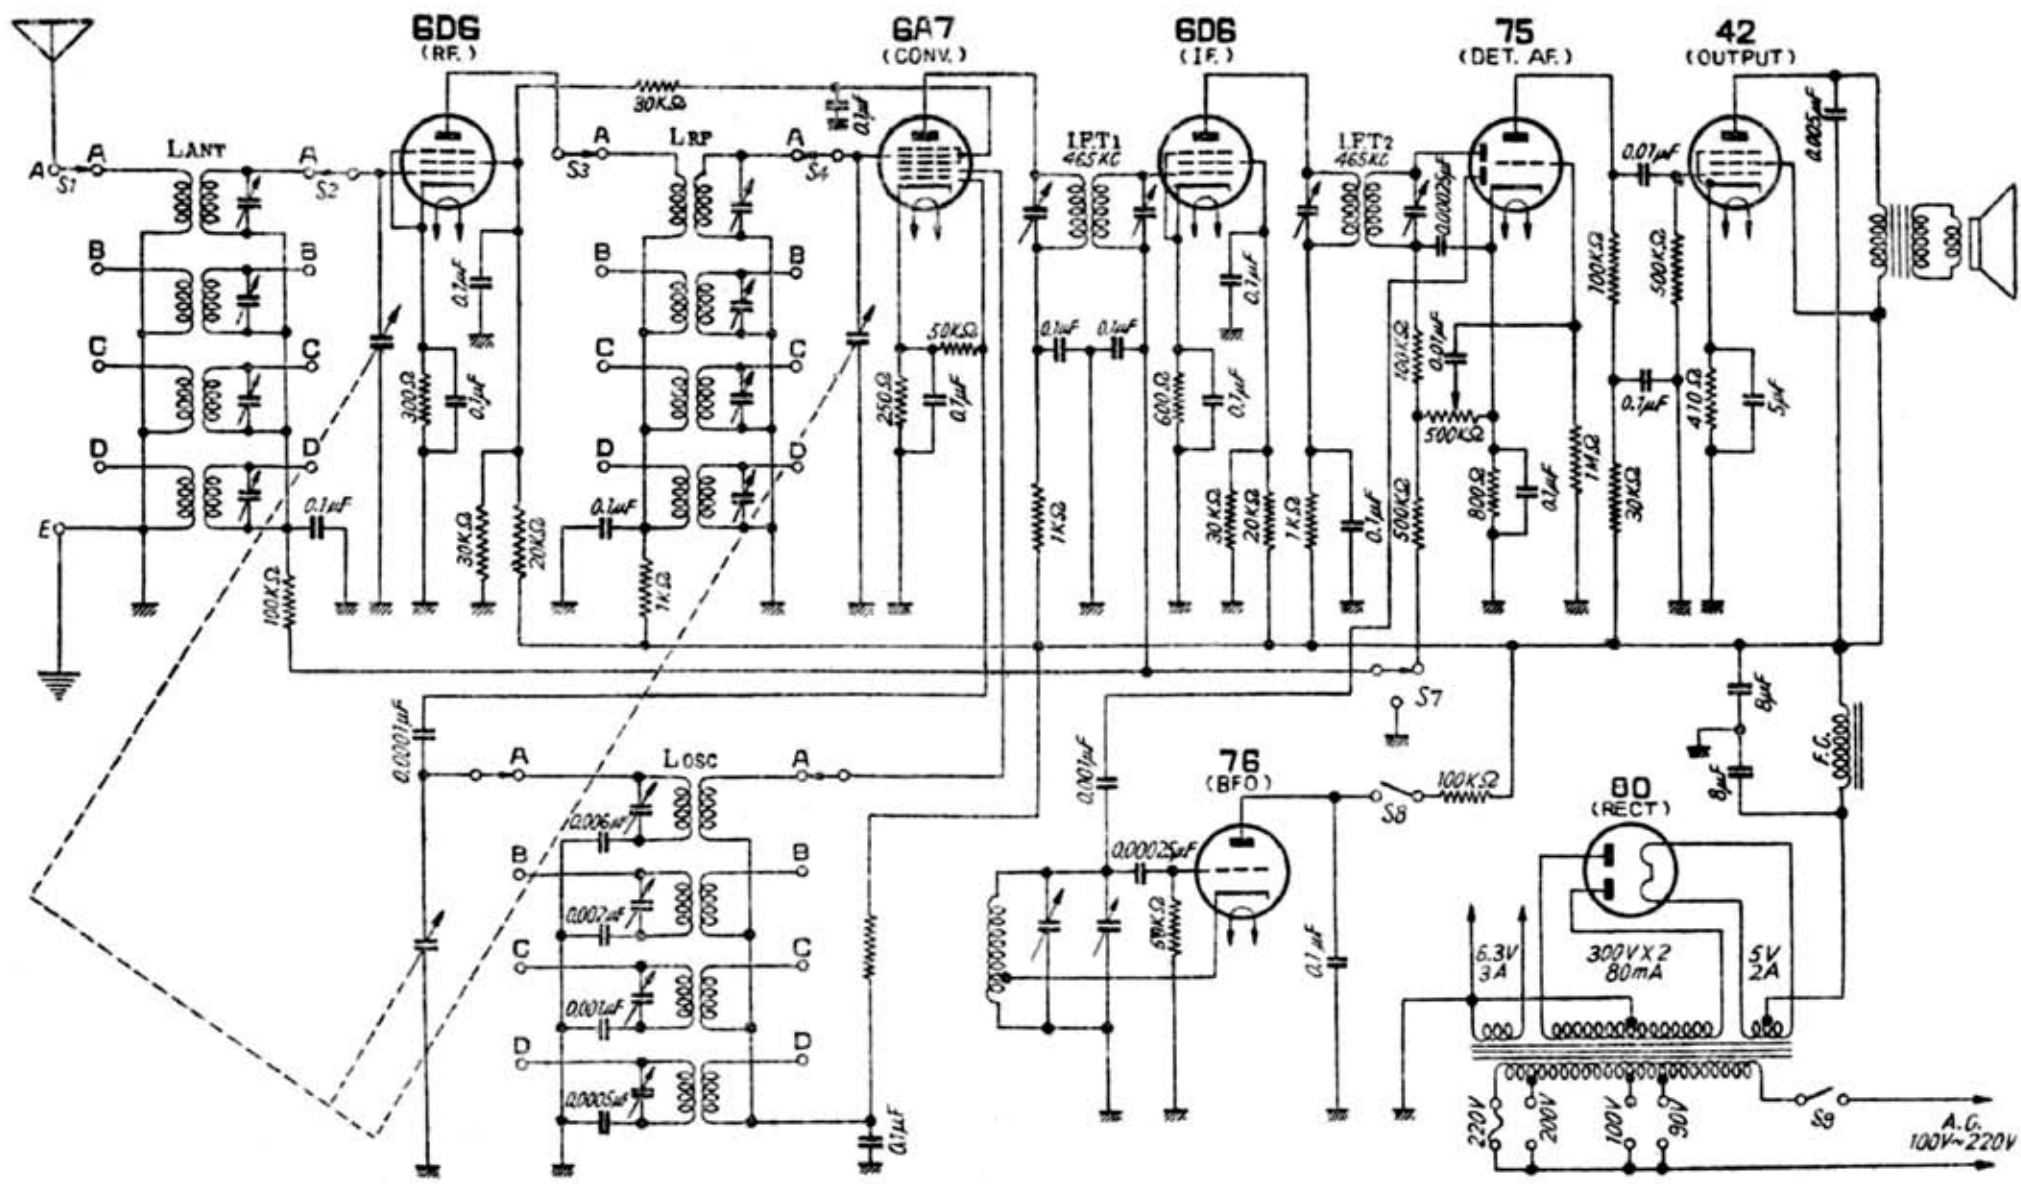 6D6
(RF.)
6A7
(CONV.)
6D6
(IF.)
75
(DET. AF.)
42
(OUTPUT)
30KΩ
0.1μF
0.005μF
A
S1
A
LANT
A
S2
S3
A
LRF
A
S4
I.F.T1
465KC
I.F.T2
465KC
0.00025μF
0.01μF
B
B
0.1μF
B
B
0.1μF
100KΩ
500KΩ
C
C
C
C
50KΩ
0.1μF
0.1μF
100KΩ
0.01μF
300Ω
0.1μF
250Ω
0.1μF
600Ω
0.1μF
500KΩ
0.1μF
410Ω
5μF
D
D
D
D
1MΩ
E
0.1μF
30KΩ
20KΩ
0.1μF
1KΩ
30KΩ
20KΩ
1KΩ
0.1μF
500KΩ
800Ω
0.1μF
30KΩ
100KΩ
1KΩ
S7
8μF
8μF
F.C.
0.0001μF
A
LOSC
A
0.001μF
76
(BFO)
S8
100KΩ
80
(RECT)
0.006μF
B
B
0.00025μF
0.002μF
50KΩ
0.1μF
C
C
6.3V
3A
300V X 2
80mA
5V
2A
0.001μF
D
D
0.0005μF
0.1μF
220V
200V
100V
90V
S9
A.C.
100V~220V